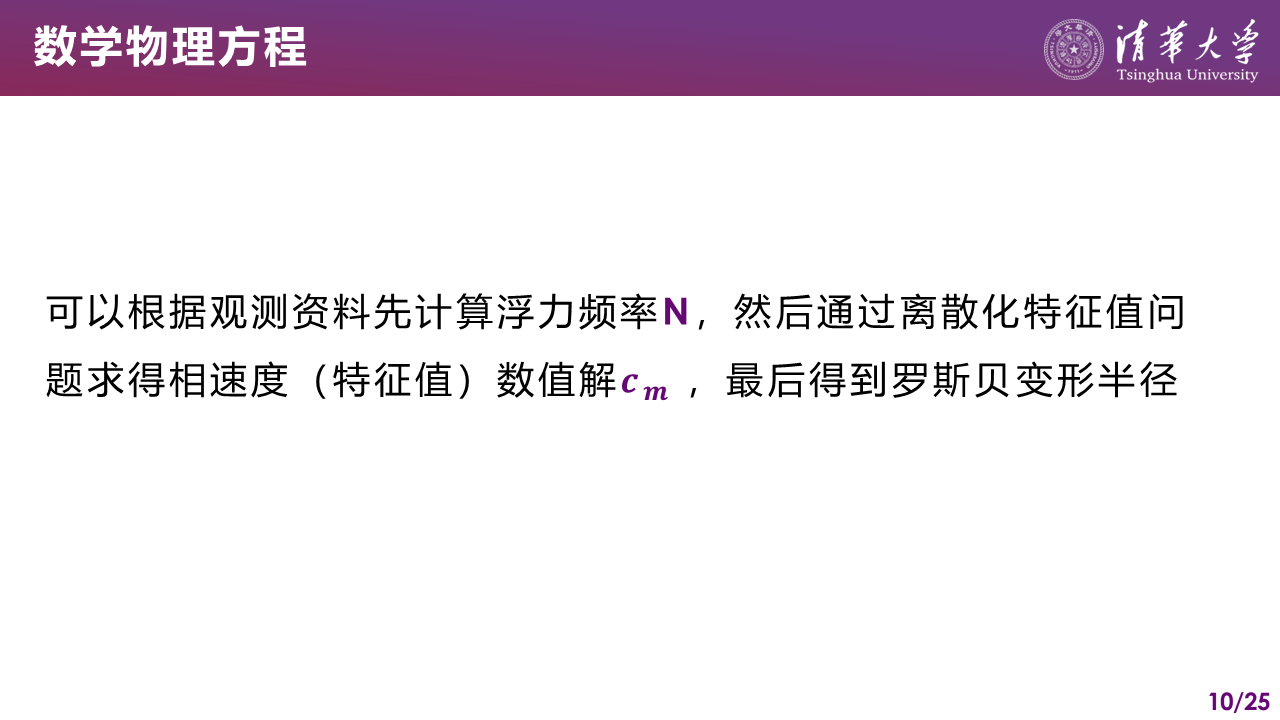 数学物理方程
清华大学
Tsinghua University
可以根据观测资料先计算浮力频率N，然后通过离散化特征值问
题求得相速度（特征值）数值解cₘ，最后得到罗斯贝变形半径
10/25